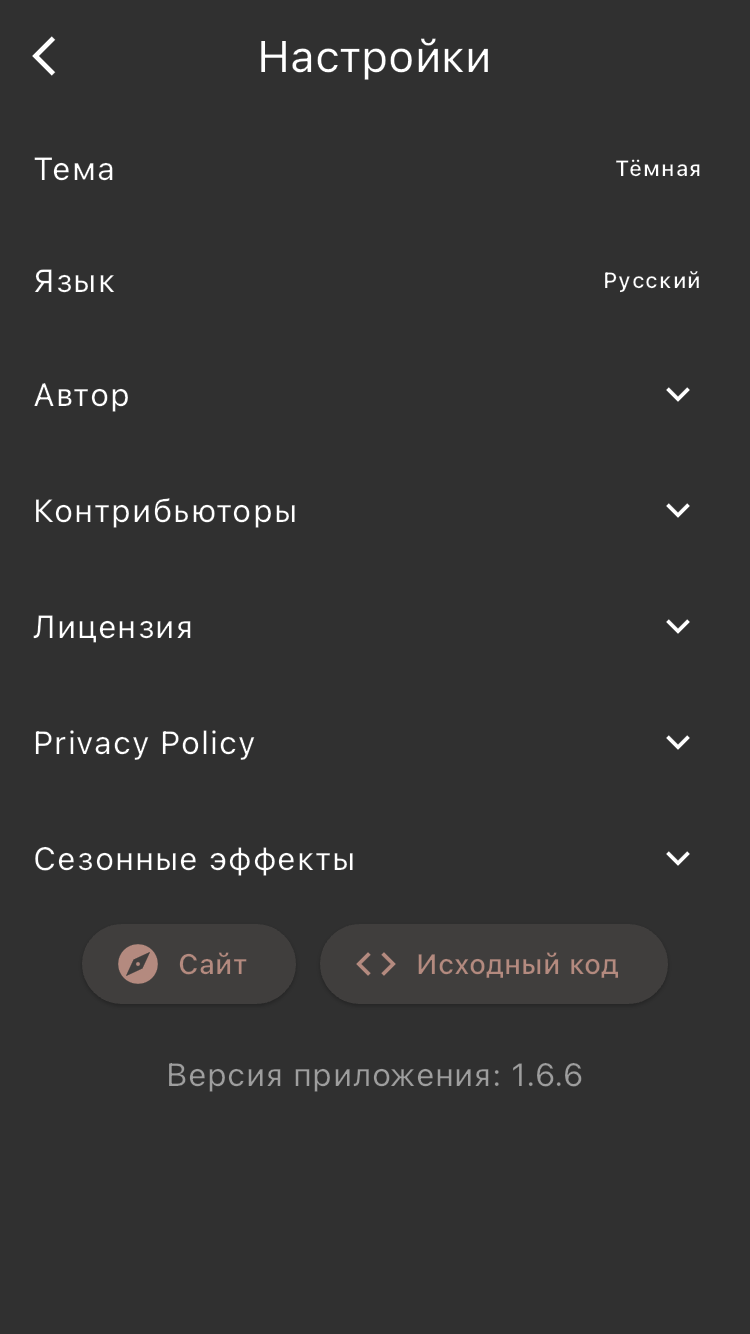 Настройки
Тема
Тёмная
Язык
Русский
Автор
Контрибьюторы
Лицензия
Privacy Policy
Сезонные эффекты
Сайт
Исходный код
Версия приложения: 1.6.6